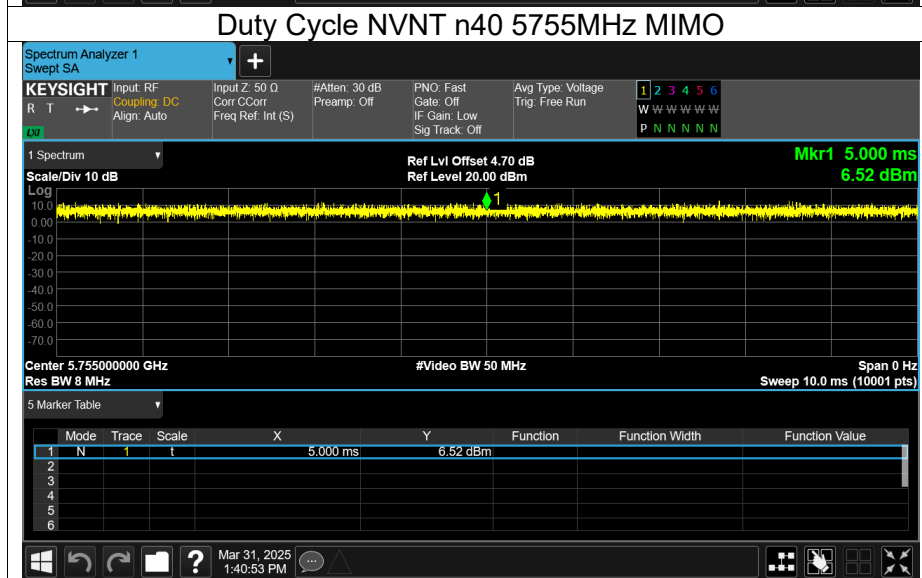 Duty Cycle NVNT n40 5755MHz MIMO
Spectrum Analyzer 1
Swept SA
+
KEYSIGHT Input: RF Input Z: 50 Ω #Atten: 30 dB PNO: Fast Avg Type: Voltage 1 2 3 4 5 6
R T Coupling: DC Corr CCorr Preamp: Off Gate: Off Trig: Free Run W W W W W W
Align: Auto Freq Ref: Int (S) IF Gain: Low
LXI Sig Track: Off P N N N N N
1 Spectrum Ref Lvl Offset 4.70 dB Mkr1 5.000 ms
Scale/Div 10 dB Ref Level 20.00 dBm 6.52 dBm
Log
10.0 1
0.00
-10.0
-20.0
-30.0
-40.0
-50.0
-60.0
-70.0
Center 5.755000000 GHz #Video BW 50 MHz Span 0 Hz
Res BW 8 MHz Sweep 10.0 ms (10001 pts)
5 Marker Table
Mode Trace Scale X Y Function Function Width Function Value
1 N 1 t 5.000 ms 6.52 dBm
2
3
4
5
6
? Mar 31, 2025
1:40:53 PM